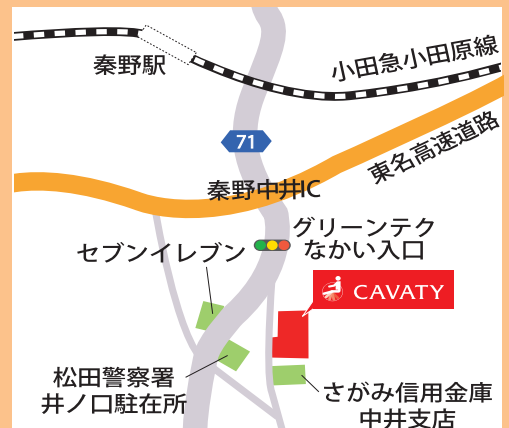 小田急小田原線
秦野駅
東名高速道路
71
秦野中井IC
グリーンテク
なかい入口
セブンイレブン
CAVATY
松田警察署
井ノ口駐在所
さがみ信用金庫
中井支店